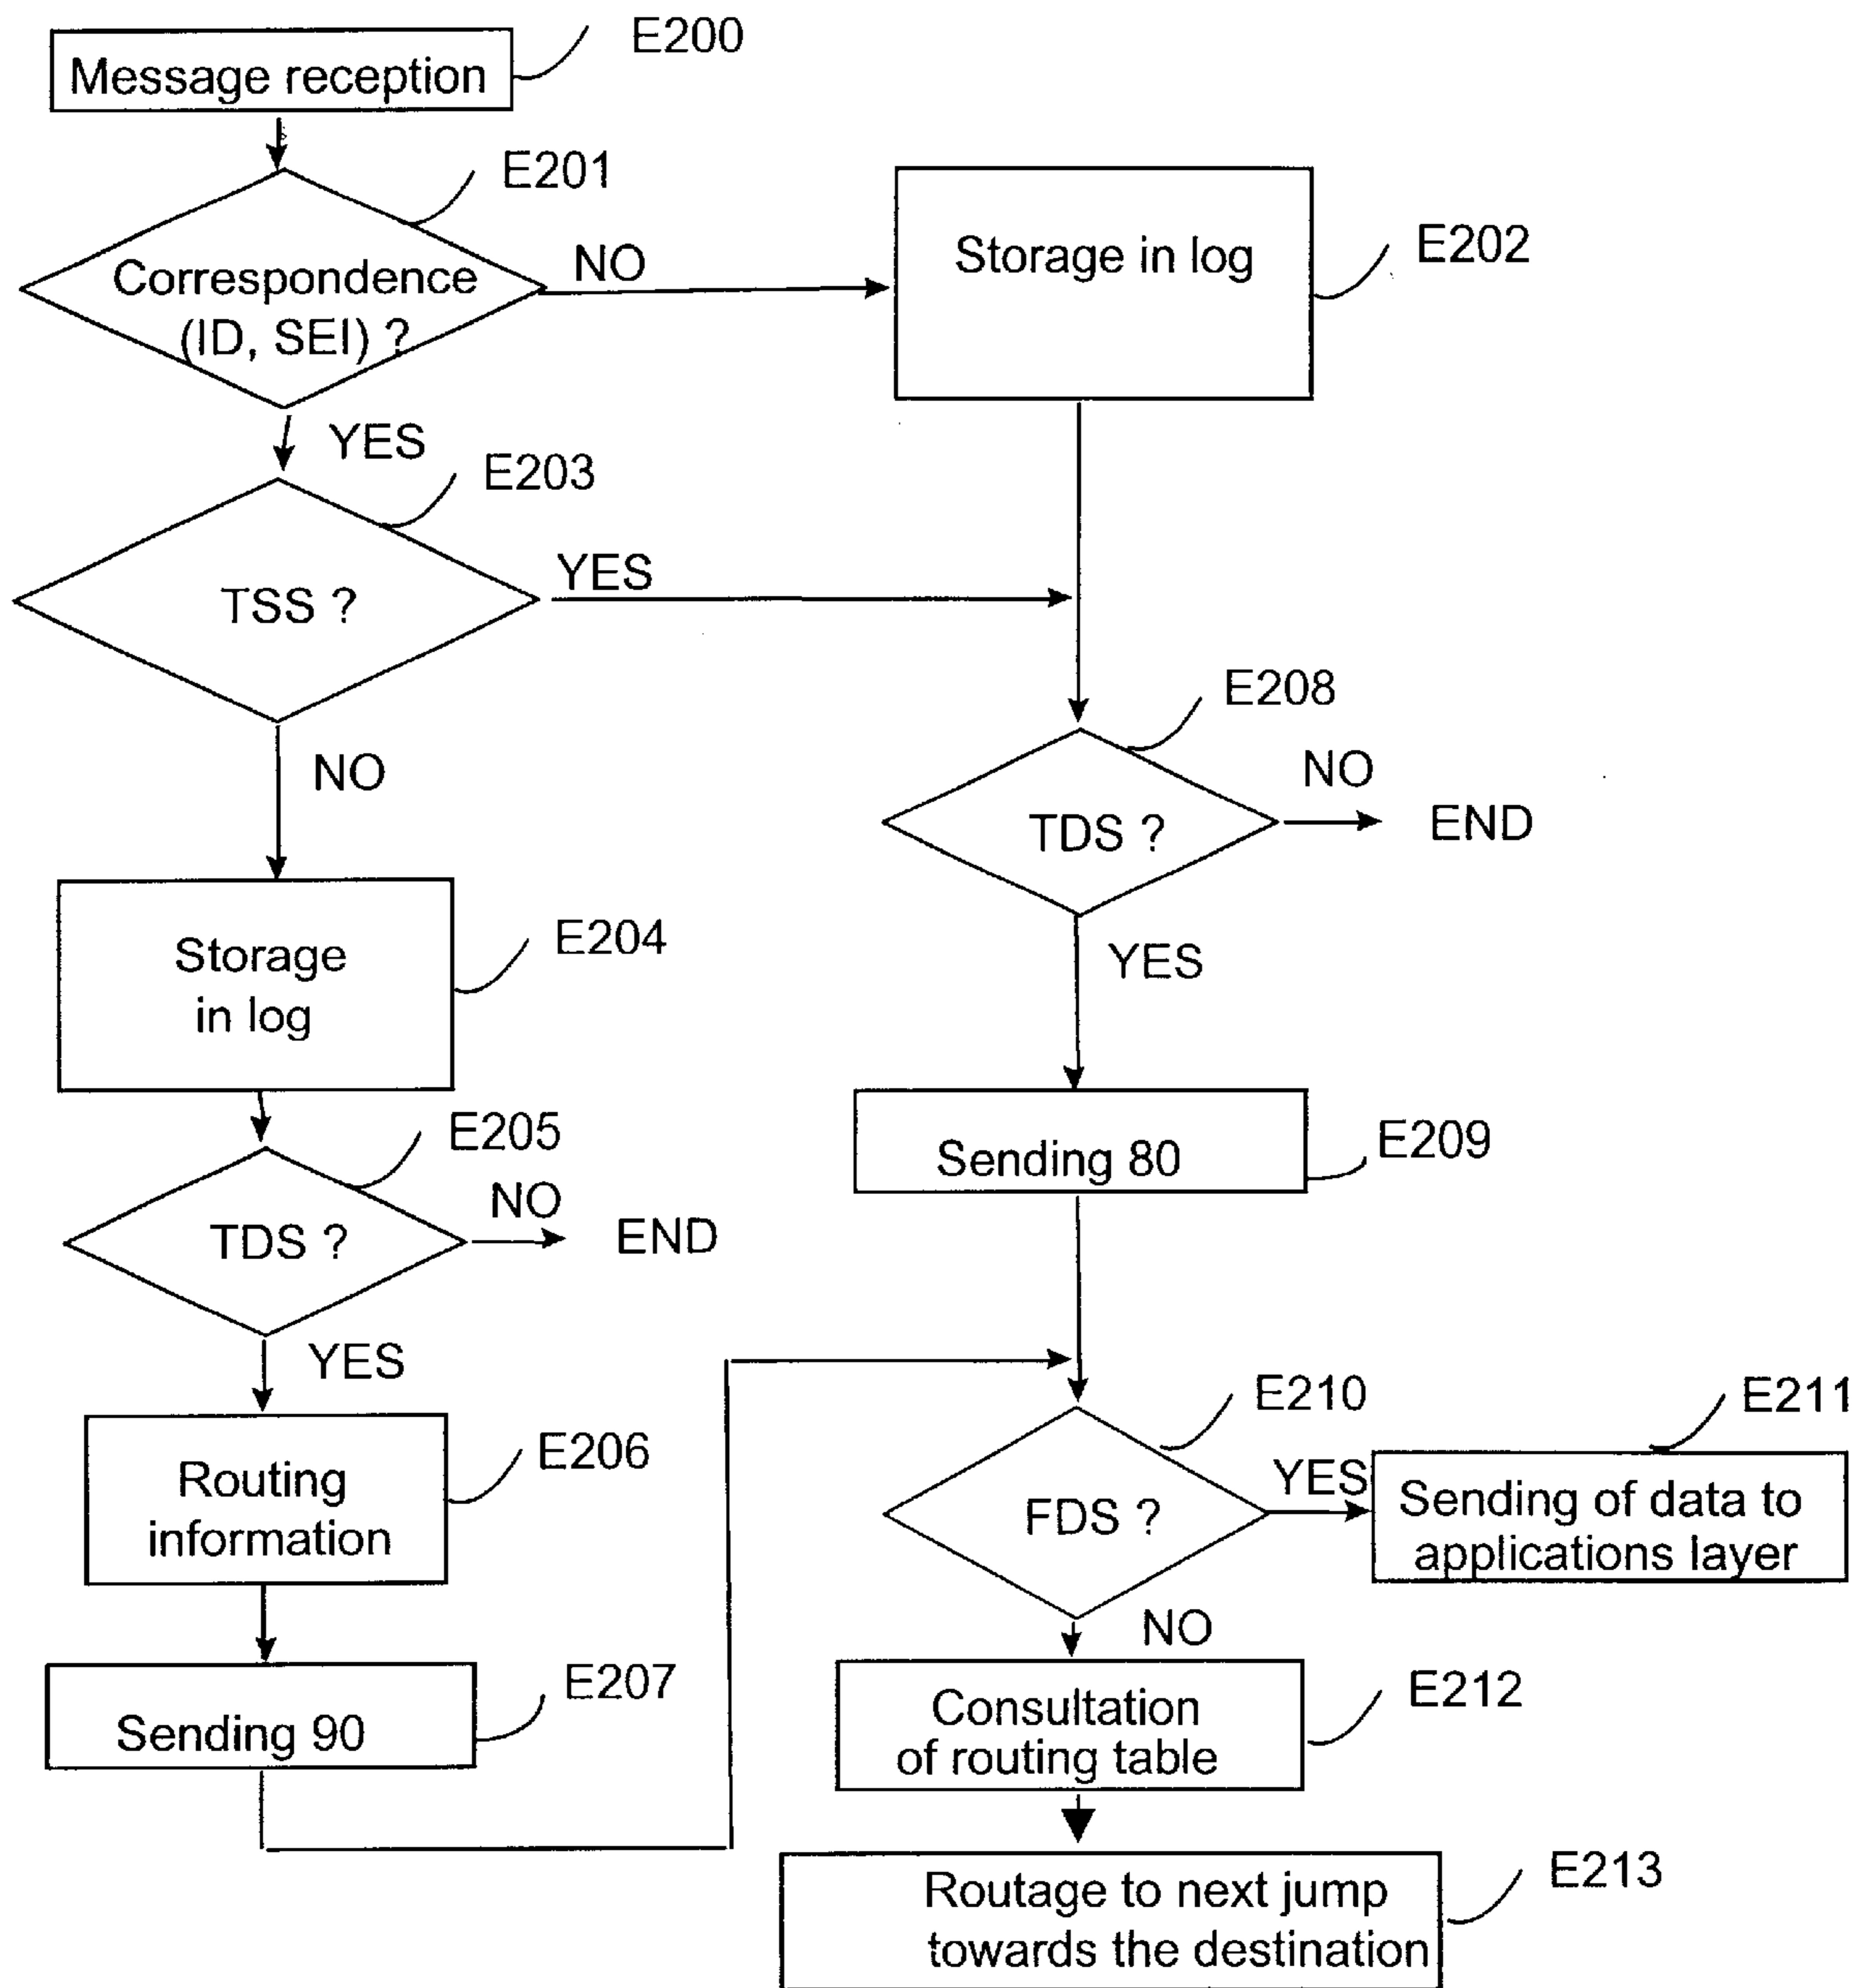 E200
Message reception
E201
Correspondence
(ID, SEI) ?
NO
Storage in log
E202
YES
E203
TSS ?
YES
NO
E208
TDS ?
NO
END
YES
Storage
in log
E204
E205
TDS ?
NO
END
YES
Sending 80
E209
Routing
information
E206
E210
FDS ?
YES
E211
Sending of data to
applications layer
NO
Sending 90
E207
Consultation
of routing table
E212
Routage to next jump
towards the destination
E213